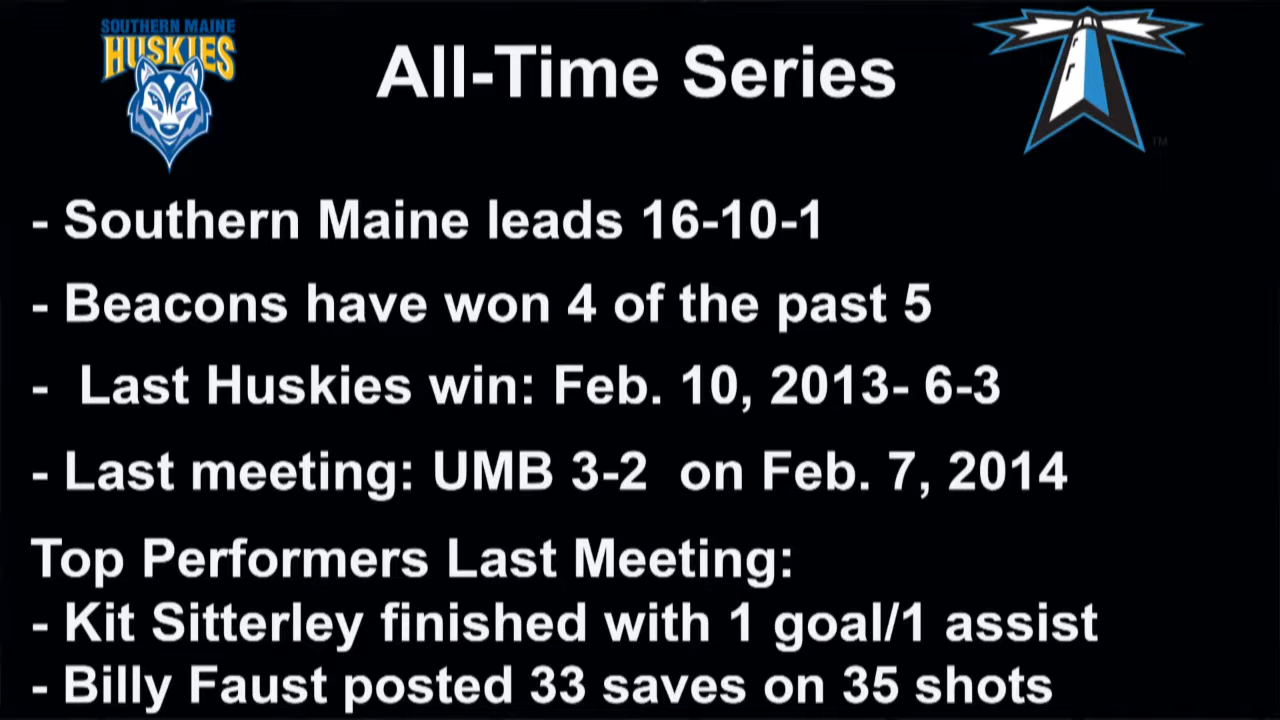 SOUTHERN MAINE
HUSKIES
All-Time Series
TM
- Southern Maine leads 16-10-1
- Beacons have won 4 of the past 5
-  Last Huskies win: Feb. 10, 2013- 6-3
- Last meeting: UMB 3-2  on Feb. 7, 2014
Top Performers Last Meeting:
- Kit Sitterley finished with 1 goal/1 assist
- Billy Faust posted 33 saves on 35 shots